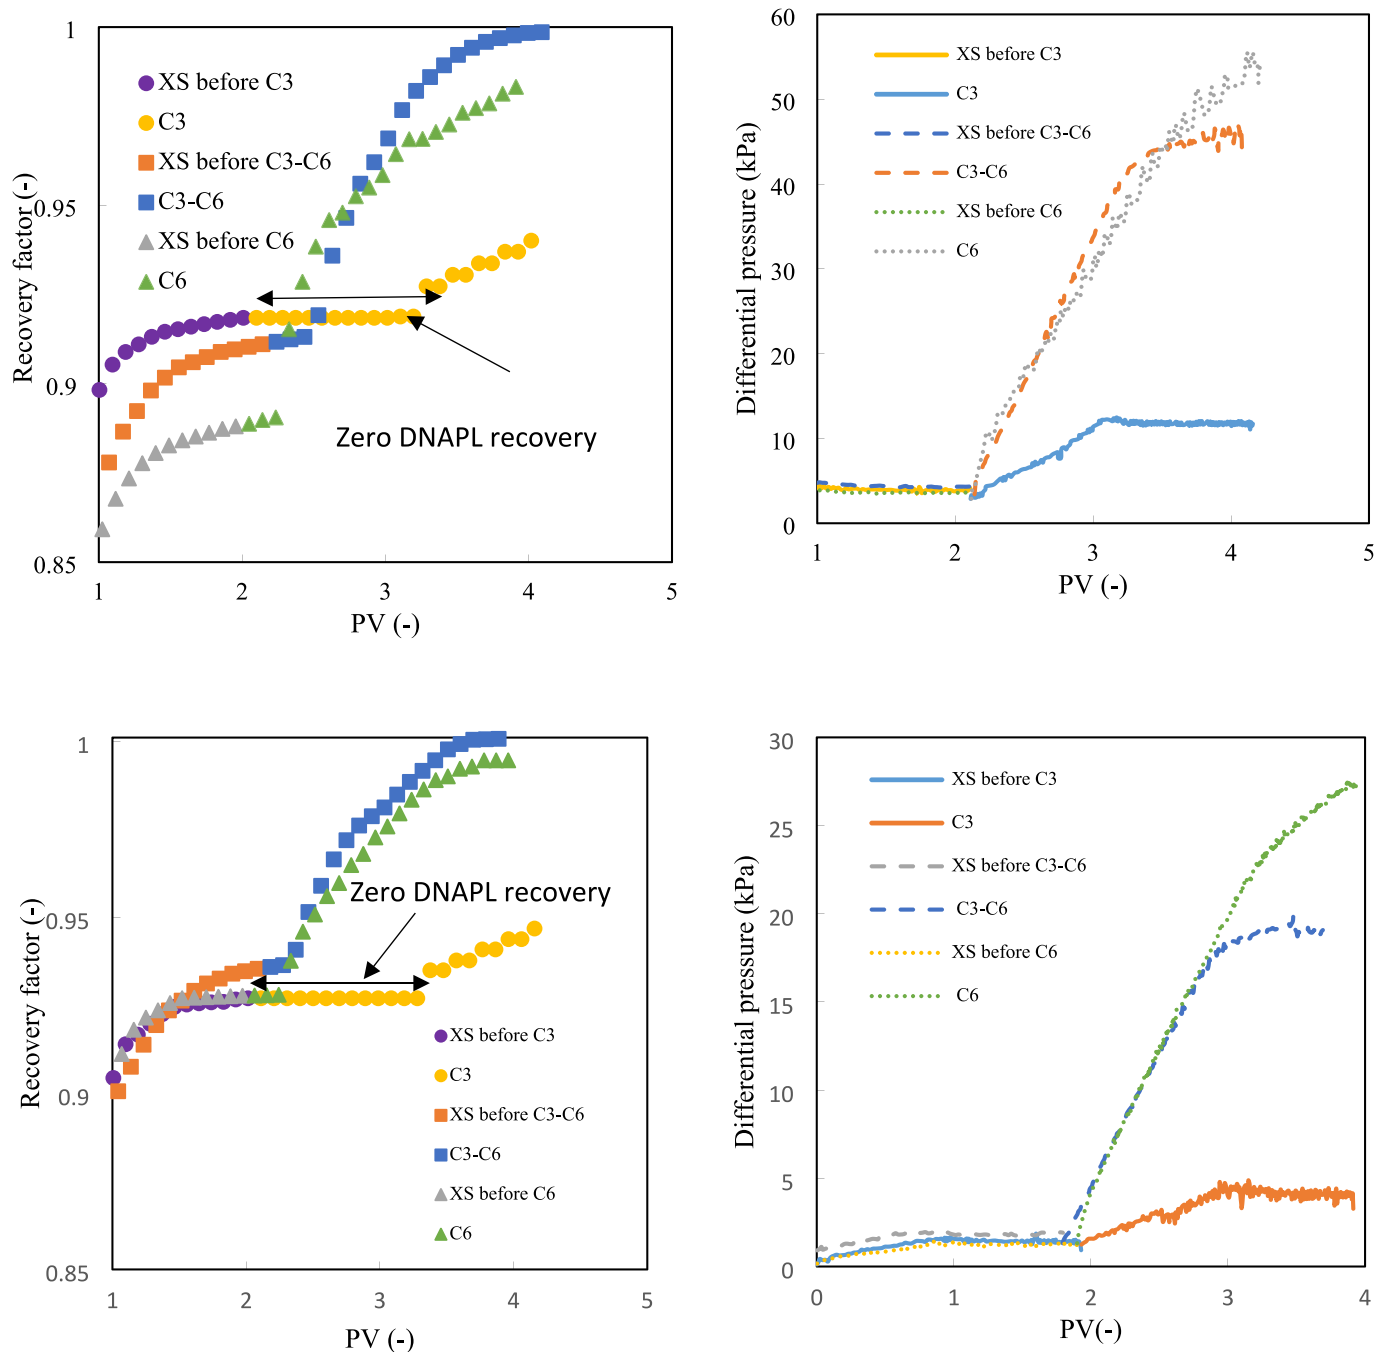 1
0.95
0.9
0.85
Recovery factor (-)
XS before C3
C3
XS before C3-C6
C3-C6
XS before C6
C6
Zero DNAPL recovery
1 2 3 4 5
PV (-)
60
50
40
30
20
10
0
Differential pressure (kPa)
XS before C3
C3
XS before C3-C6
C3-C6
XS before C6
C6
1 2 3 4 5
PV (-)
1
0.95
0.9
0.85
Recovery factor (-)
Zero DNAPL recovery
XS before C3
C3
XS before C3-C6
C3-C6
XS before C6
C6
1 2 3 4 5
PV (-)
30
25
20
15
10
5
0
Differential pressure (kPa)
XS before C3
C3
XS before C3-C6
C3-C6
XS before C6
C6
0 1 2 3 4
PV(-)